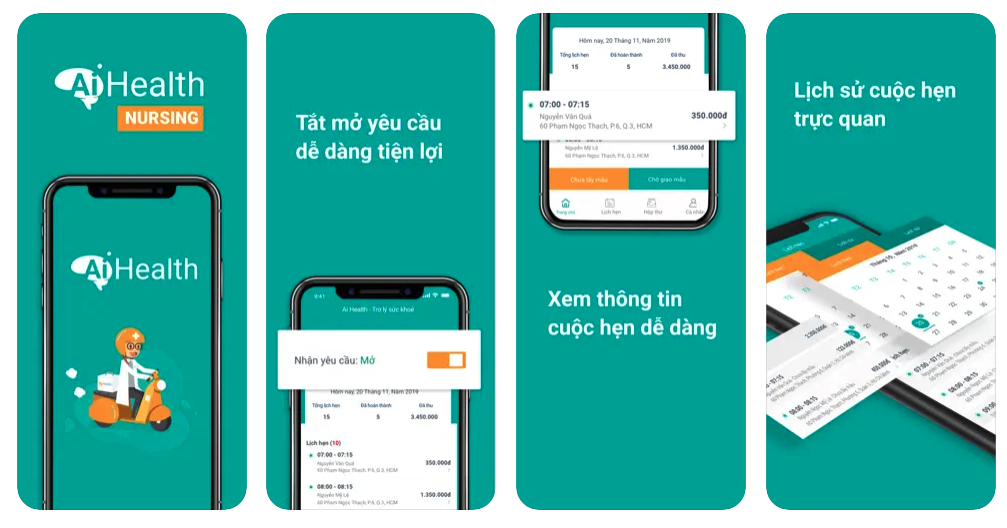 Ai Health
NURSING
Ai Health
Tắt mở yêu cầu
dễ dàng tiện lợi
9:41
Ai Health - Trợ lý sức khoẻ
Nhận yêu cầu: Mở
Hôm nay, 20 Tháng 11, Năm 2019
Tổng lịch hẹn Đã hoàn thành Đã thu
15 5 3.450.000
Lịch hẹn (10)
07:00 - 07:15
Nguyễn Văn Quá 350.000đ
60 Phạm Ngọc Thạch, P.6, Q.3, HCM
08:00 - 08:15
Nguyễn Mỹ Lệ 1.350.000đ
60 Phạm Ngọc Thạch, P.6, Q.3, HCM
Hôm nay, 20 Tháng 11, Năm 2019
Tổng lịch hẹn Đã hoàn thành Đã thu
15 5 3.450.000
07:00 - 07:15
Nguyễn Văn Quá 350.000đ
60 Phạm Ngọc Thạch, P.6, Q.3, HCM
Nguyễn Mỹ Lệ 1.350.000đ
60 Phạm Ngọc Thạch, P.6, Q.3, HCM
Chưa lấy mẫu Chờ giao mẫu
Trang chủ Lịch hẹn Hộp thư Cá nhân
Xem thông tin
cuộc hẹn dễ dàng
Lịch sử cuộc hẹn
trực quan
Tháng 10, Năm 2019
07:00 - 07:15
08:00 - 08:15